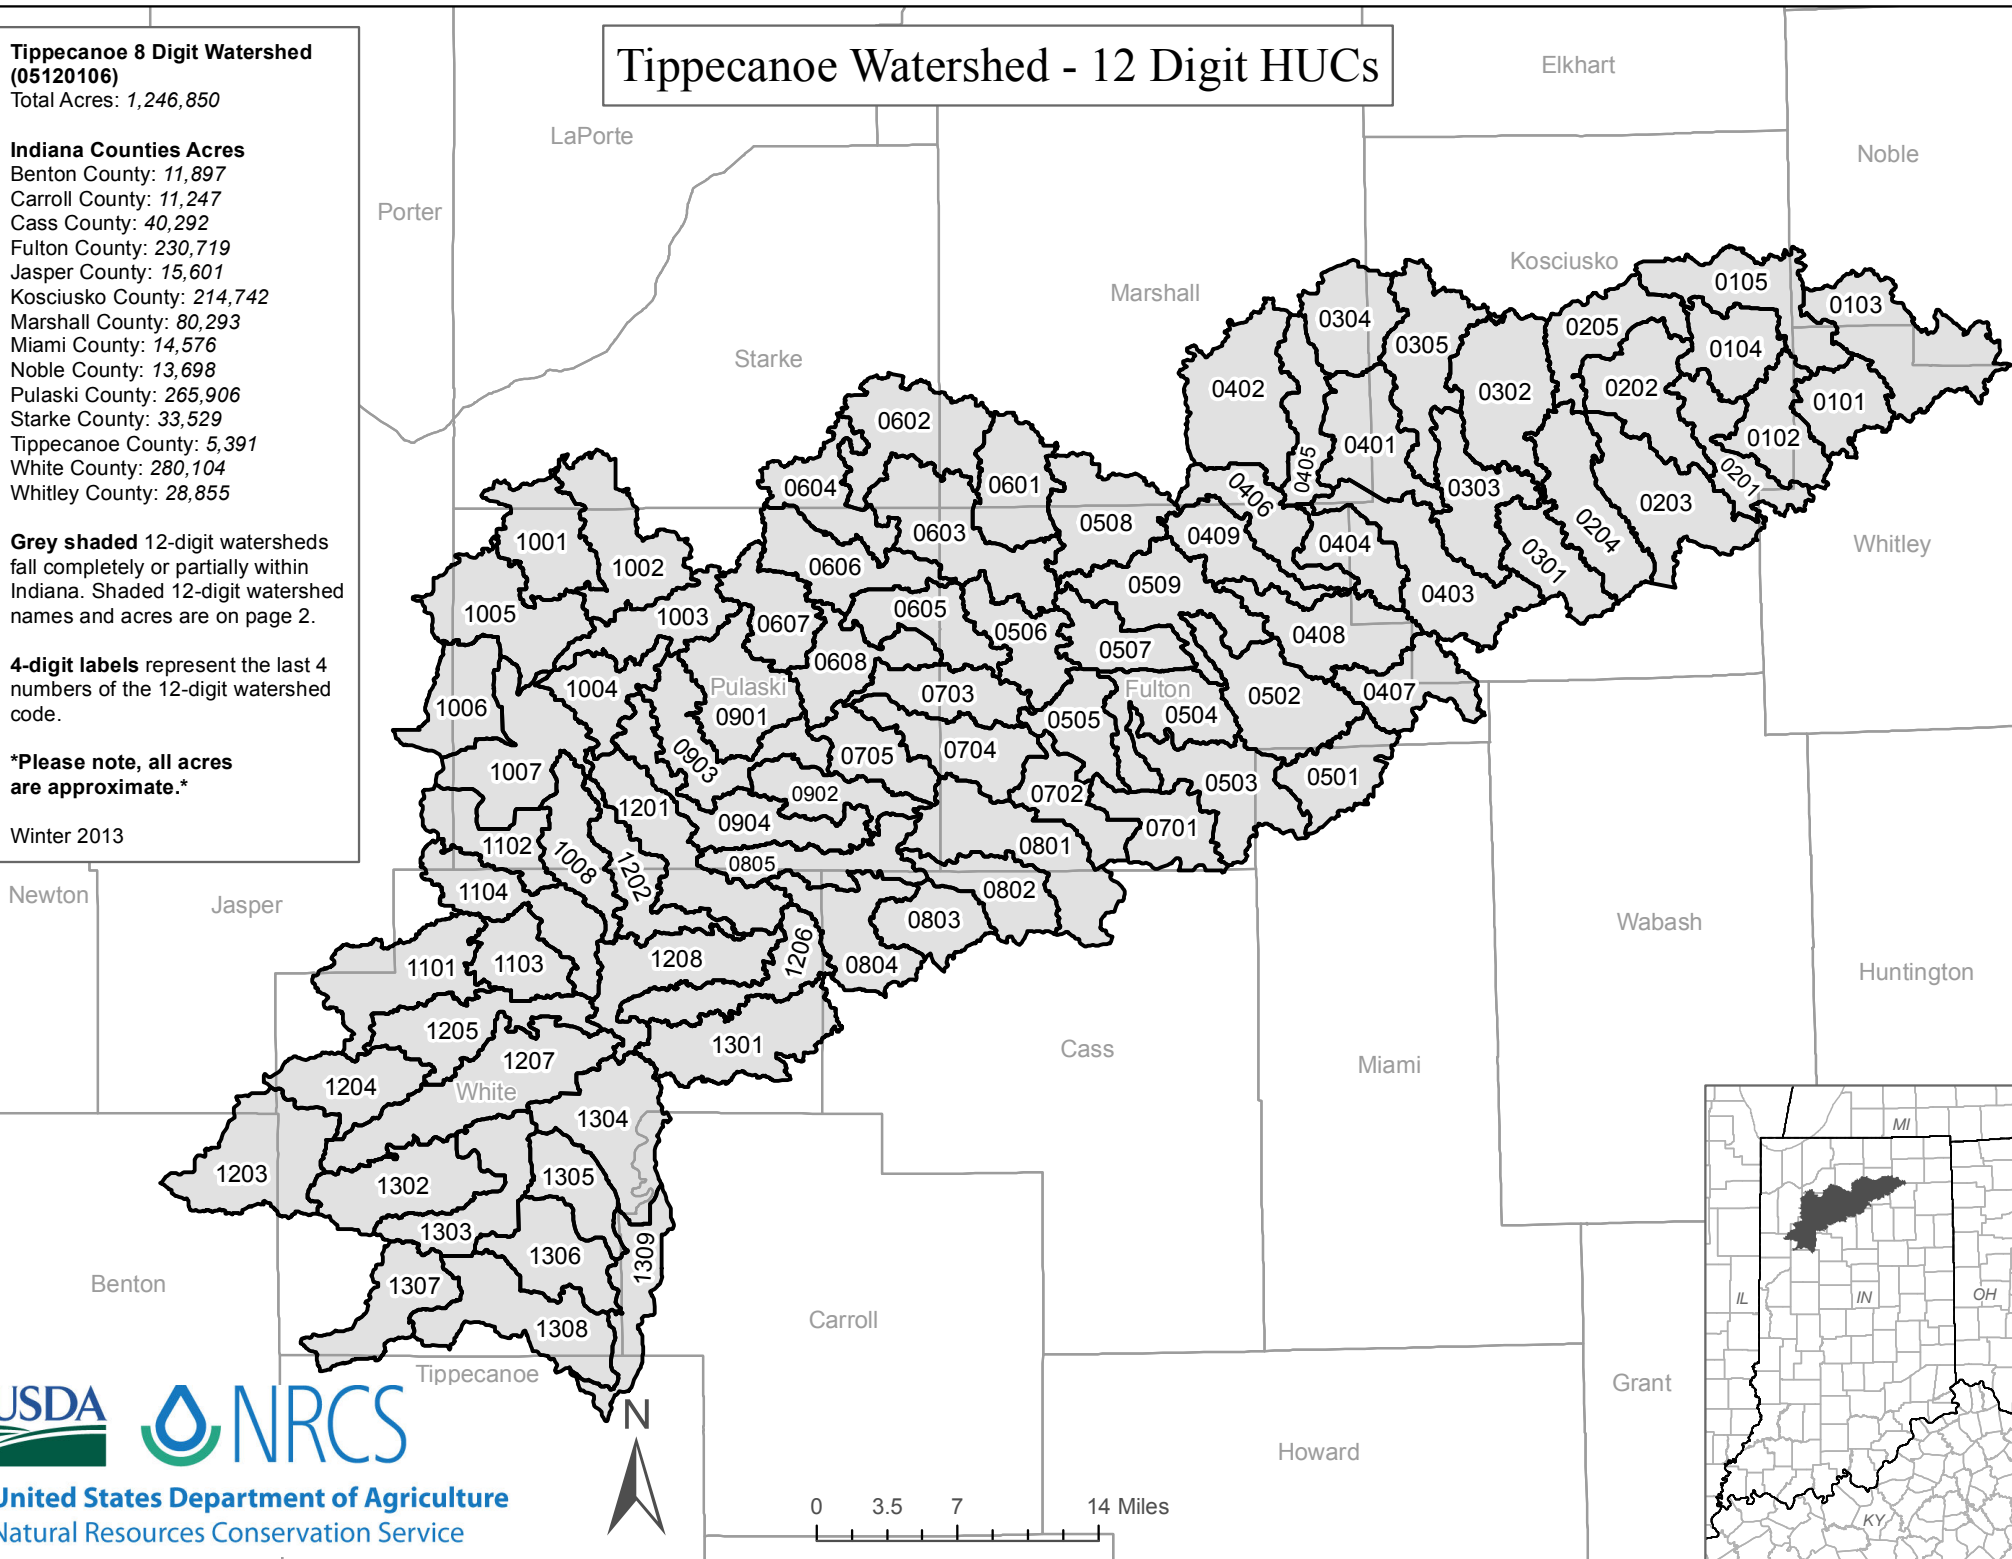 Tippecanoe 8 Digit Watershed
(05120106)
Total Acres: 1,246,850
Indiana Counties Acres
Benton County: 11,897
Carroll County: 11,247
Cass County: 40,292
Fulton County: 230,719
Jasper County: 15,601
Kosciusko County: 214,742
Marshall County: 80,293
Miami County: 14,576
Noble County: 13,698
Pulaski County: 265,906
Starke County: 33,529
Tippecanoe County: 5,391
White County: 280,104
Whitley County: 28,855
Grey shaded 12-digit watersheds
fall completely or partially within
Indiana. Shaded 12-digit watershed
names and acres are on page 2.
4-digit labels represent the last 4
numbers of the 12-digit watershed
code.
*Please note, all acres
are approximate.*
Winter 2013
Tippecanoe Watershed - 12 Digit HUCs
Elkhart
LaPorte
Noble
Porter
Kosciusko
Marshall
Starke
0105
0103
0304
0205
0305
0104
0402
0302
0202
0101
0602
0401
0102
0405
0604
0601
0406
0303
0201
0203
0508
0603
0409
0404
0204
1001
Whitley
1002
0606
0301
0509
0403
1005
1003
0605
0607
0506
0408
0507
0608
1004
Pulaski
0703
Fulton
0502
0407
1006
0901
0505
0504
0903
0705
0704
1007
0503
0501
0902
0702
1201
0904
0701
1102
1008
0801
1202
0805
1104
0802
Newton
Jasper
0803
Wabash
1101
1103
1208
1206
0804
Huntington
1205
1301
Cass
1207
Miami
1204
White
1304
1203
1302
1305
1303
1306
1309
Benton
1307
1308
Carroll
Tippecanoe
Grant
Howard
MI
IL
IN
OH
KY
USDA
NRCS
United States Department of Agriculture
Natural Resources Conservation Service
N
0 3.5 7 14 Miles